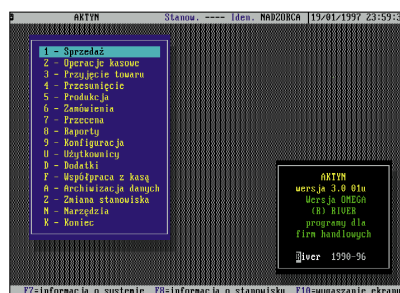 AKTYN Stanow. ---- Iden. NADZORCA |19/01/1997 23:59:3
1 - Sprzedaż
2 - Operacje kasowe
3 - Przyjęcie towaru
4 - Przesunięcie
5 - Produkcja
6 - Zamówienia
7 - Przecena
8 - Raporty
9 - Konfiguracja
U - Użytkownicy
D - Dodatki
F - Współpraca z kasą
A - Archiwizacja danych
Z - Zmiana stanowiska
N - Narzędzia
K - Koniec
AKTYN
wersja 3.0 01u
Wersja OMEGA
(R) RIVER
programy dla
firm handlowych
River 1990-96
F7=informacja o systemie F8=informacja o stanowisku F10=wygaszanie ekranu